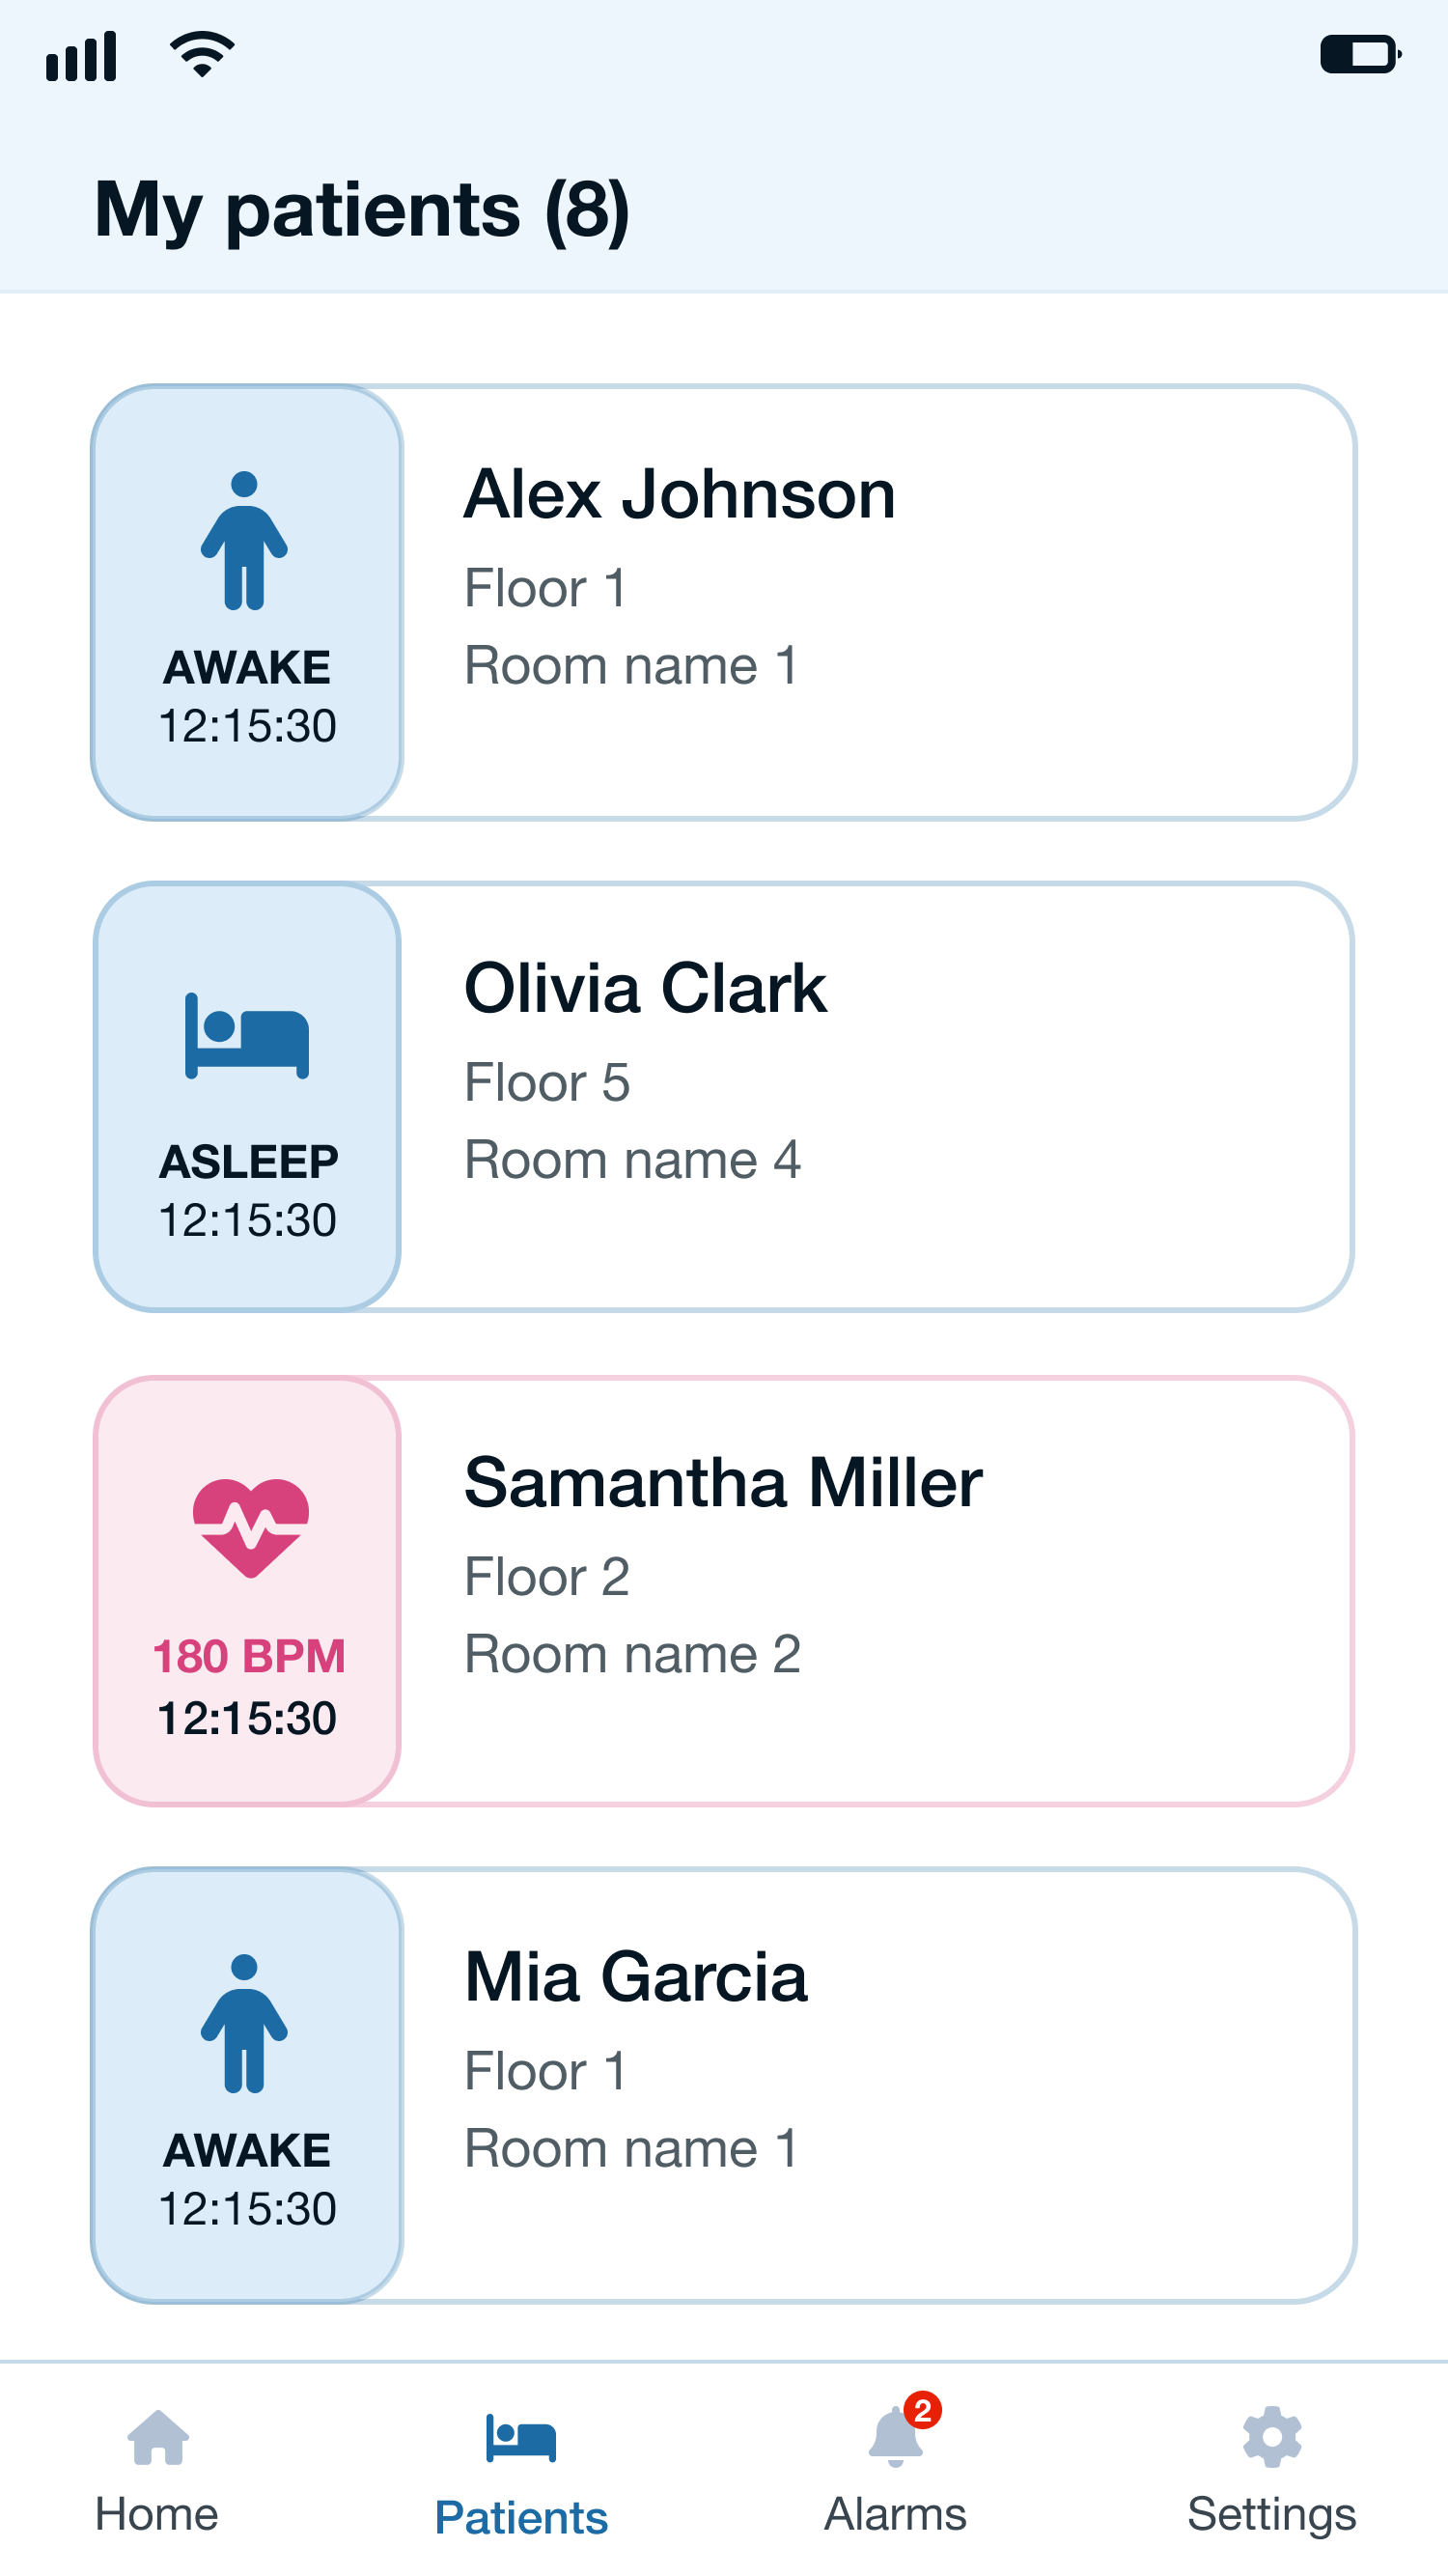 My patients (8)
Alex Johnson
Floor 1
Room name 1
AWAKE
12:15:30
Olivia Clark
Floor 5
Room name 4
ASLEEP
12:15:30
Samantha Miller
Floor 2
Room name 2
180 BPM
12:15:30
Mia Garcia
Floor 1
Room name 1
AWAKE
12:15:30
2
Home
Patients
Alarms
Settings